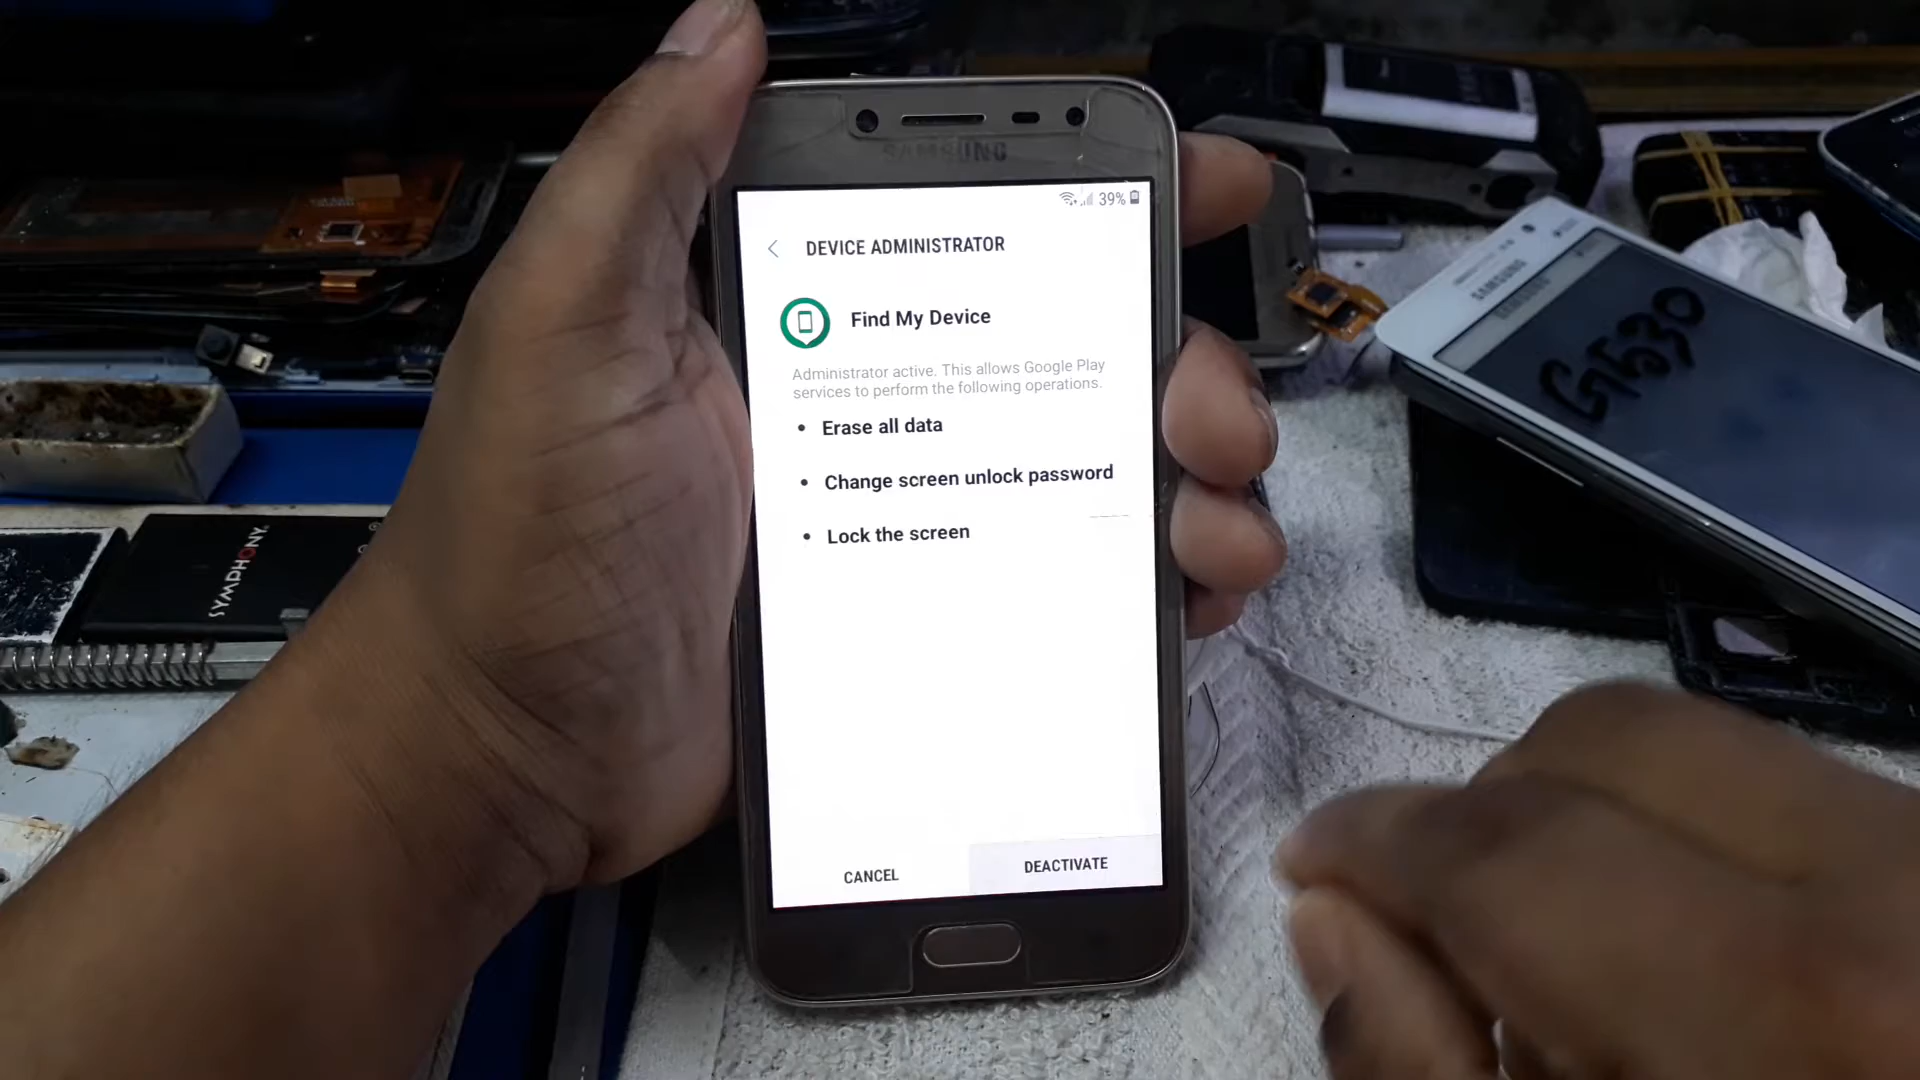 SAMSUNG
39%
DEVICE ADMINISTRATOR
Find My Device
Administrator active. This allows Google Play
services to perform the following operations.
• Erase all data
• Change screen unlock password
• Lock the screen
CANCEL
DEACTIVATE
SYMPHONY
SAMSUNG
G530